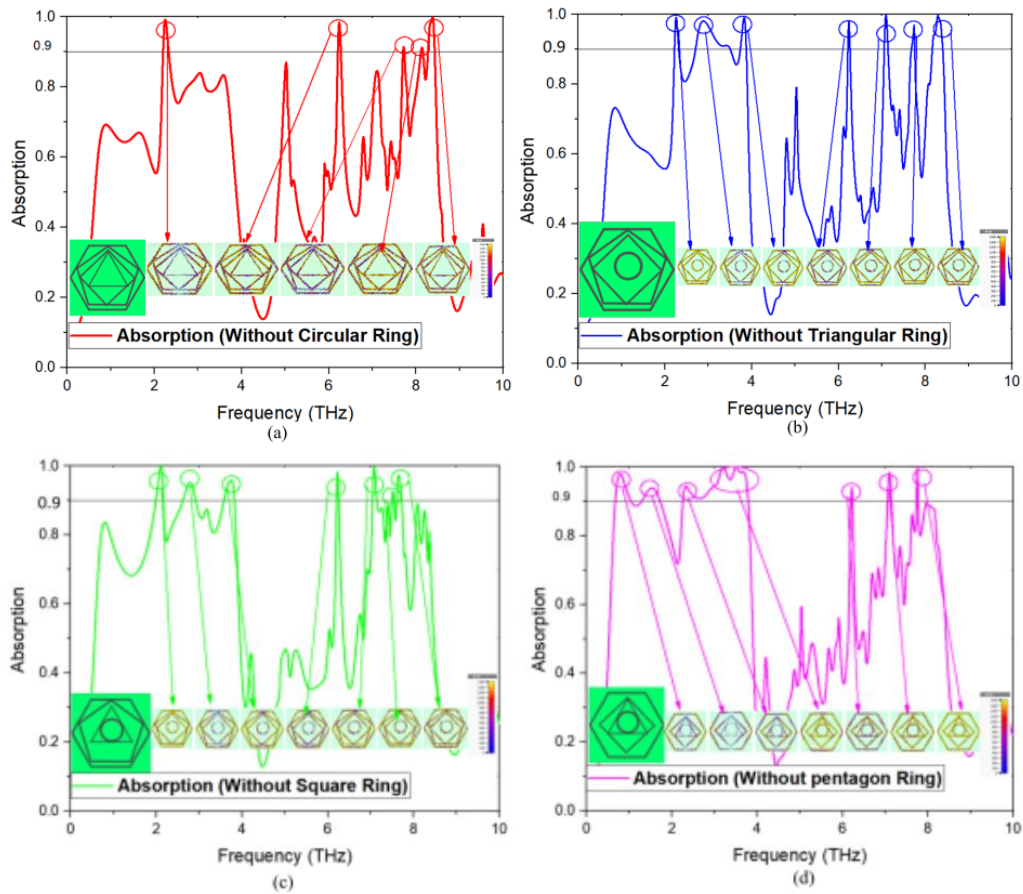 (a)
1.0
0.9
0.8
0.6
0.4
0.2
0.0
Absorption
Absorption (Without Circular Ring)
0 2 4 6 8 10
Frequency (THz)
(b)
1.0
0.9
0.8
0.6
0.4
0.2
0.0
Absorption
Absorption (Without Triangular Ring)
0 2 4 6 8 10
Frequency (THz)
1.0
0.9
0.8
0.6
0.4
0.2
0.0
Absorption
Absorption (Without Square Ring)
0 2 4 6 8 10
Frequency (THz)
(c)
1.0
0.9
0.8
0.6
0.4
0.2
0.0
Absorption
Absorption (Without pentagon Ring)
0 2 4 6 8 10
Frequency (THz)
(d)